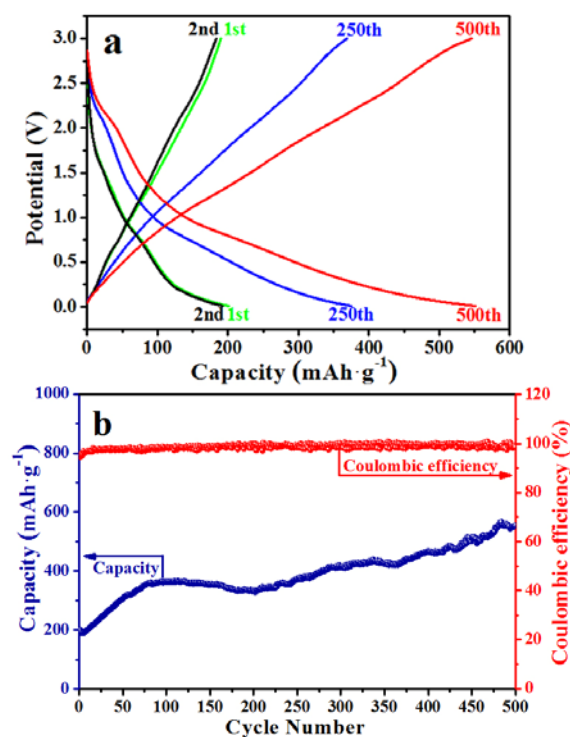 a
2nd 1st 250th 500th
3.0
2.5
2.0
1.5
1.0
0.5
0.0
Potential (V)
2nd 1st 250th 500th
0 100 200 300 400 500 600
Capacity (mAh·g⁻¹)
b
1000
800
600
400
200
0
Capacity (mAh·g⁻¹)
Coulombic efficiency
Capacity
120
100
80
60
40
20
0
Coulombic efficiency (%)
0 50 100 150 200 250 300 350 400 450 500
Cycle Number